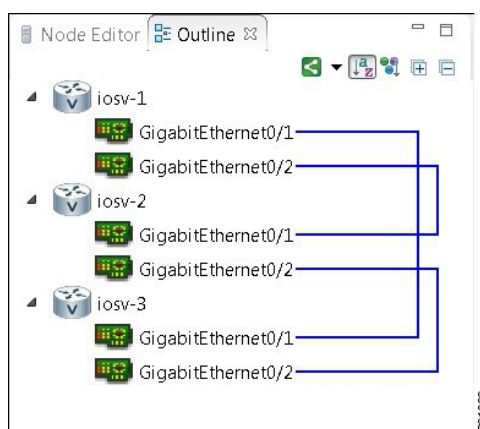 Node Editor Outline
iosv-1
GigabitEthernet0/1
GigabitEthernet0/2
iosv-2
GigabitEthernet0/1
GigabitEthernet0/2
iosv-3
GigabitEthernet0/1
GigabitEthernet0/2